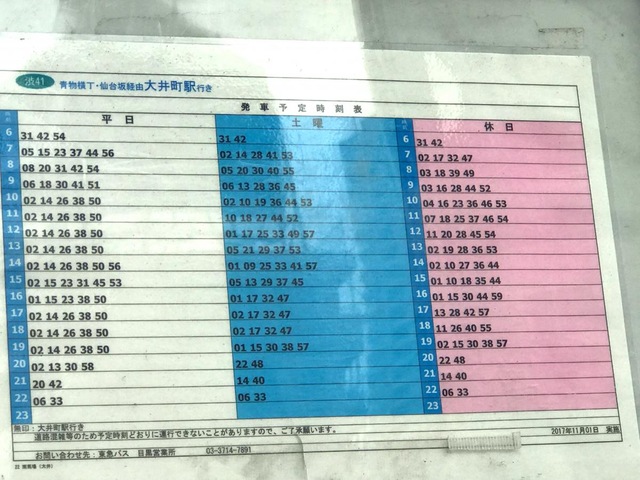 渋41 青物横丁・仙台坂経由大井町駅行き
発車予定時刻表
平日 土曜 休日
6 31 42 54 31 42 6 31 42
7 05 15 23 37 44 56 02 14 28 41 53 7 02 17 32 47
8 08 20 31 42 54 05 20 30 40 55 8 03 18 39 49
9 06 18 30 41 51 06 13 28 36 45 9 03 16 28 44 52
10 02 14 26 38 50 02 10 19 36 44 53 10 04 16 23 36 46 53
11 02 14 26 38 50 10 18 27 44 52 11 07 18 25 37 46 54
12 02 14 26 38 50 01 17 25 33 49 57 12 11 20 28 45 54
13 02 14 26 38 50 05 21 29 37 53 13 02 19 28 36 53
14 02 14 26 38 50 56 01 09 25 33 41 57 14 02 10 27 36 44
15 02 15 23 31 45 53 05 13 29 37 45 15 01 10 18 35 44
16 01 15 23 38 50 01 17 32 47 16 01 15 30 44 59
17 02 14 26 38 50 02 17 32 47 17 13 28 42 57
18 02 14 26 38 50 02 17 32 47 18 11 26 40 55
19 02 14 26 38 50 01 15 30 38 57 19 02 15 30 38 57
20 02 13 30 58 22 48 20 22 48
21 20 42 14 40 21 14 40
22 06 33 06 33 22 06 33
23 23
無印：大井町駅行き
道路混雑等のため予定時刻どおりに運行できないことがありますので、ご了承願います。 2017年11月01日 実施
お問い合わせ先：東急バス 目黒営業所 03-3714-7891